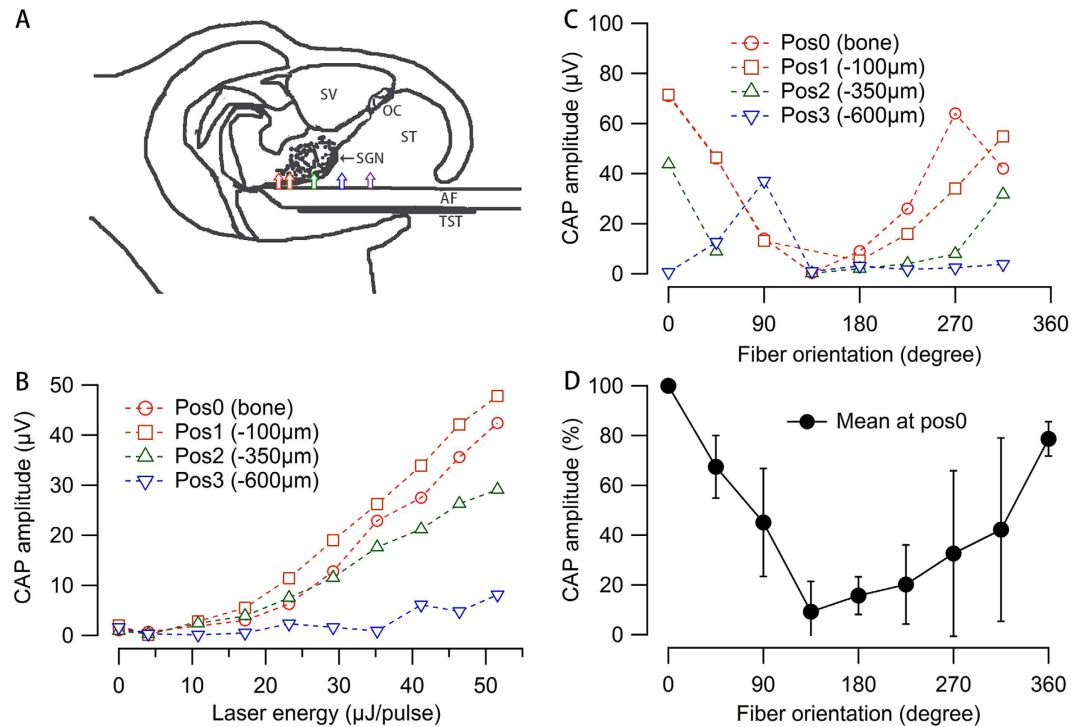 A
SV
OC
ST
←SGN
AF
TST
B
50
40
30
20
10
0
CAP amplitude (µV)
Pos0 (bone)
Pos1 (-100µm)
Pos2 (-350µm)
Pos3 (-600µm)
0 10 20 30 40 50
Laser energy (µJ/pulse)
C
100
80
60
40
20
0
CAP amplitude (µV)
Pos0 (bone)
Pos1 (-100µm)
Pos2 (-350µm)
Pos3 (-600µm)
0 90 180 270 360
Fiber orientation (degree)
D
100
80
60
40
20
0
CAP amplitude (%)
Mean at pos0
0 90 180 270 360
Fiber orientation (degree)